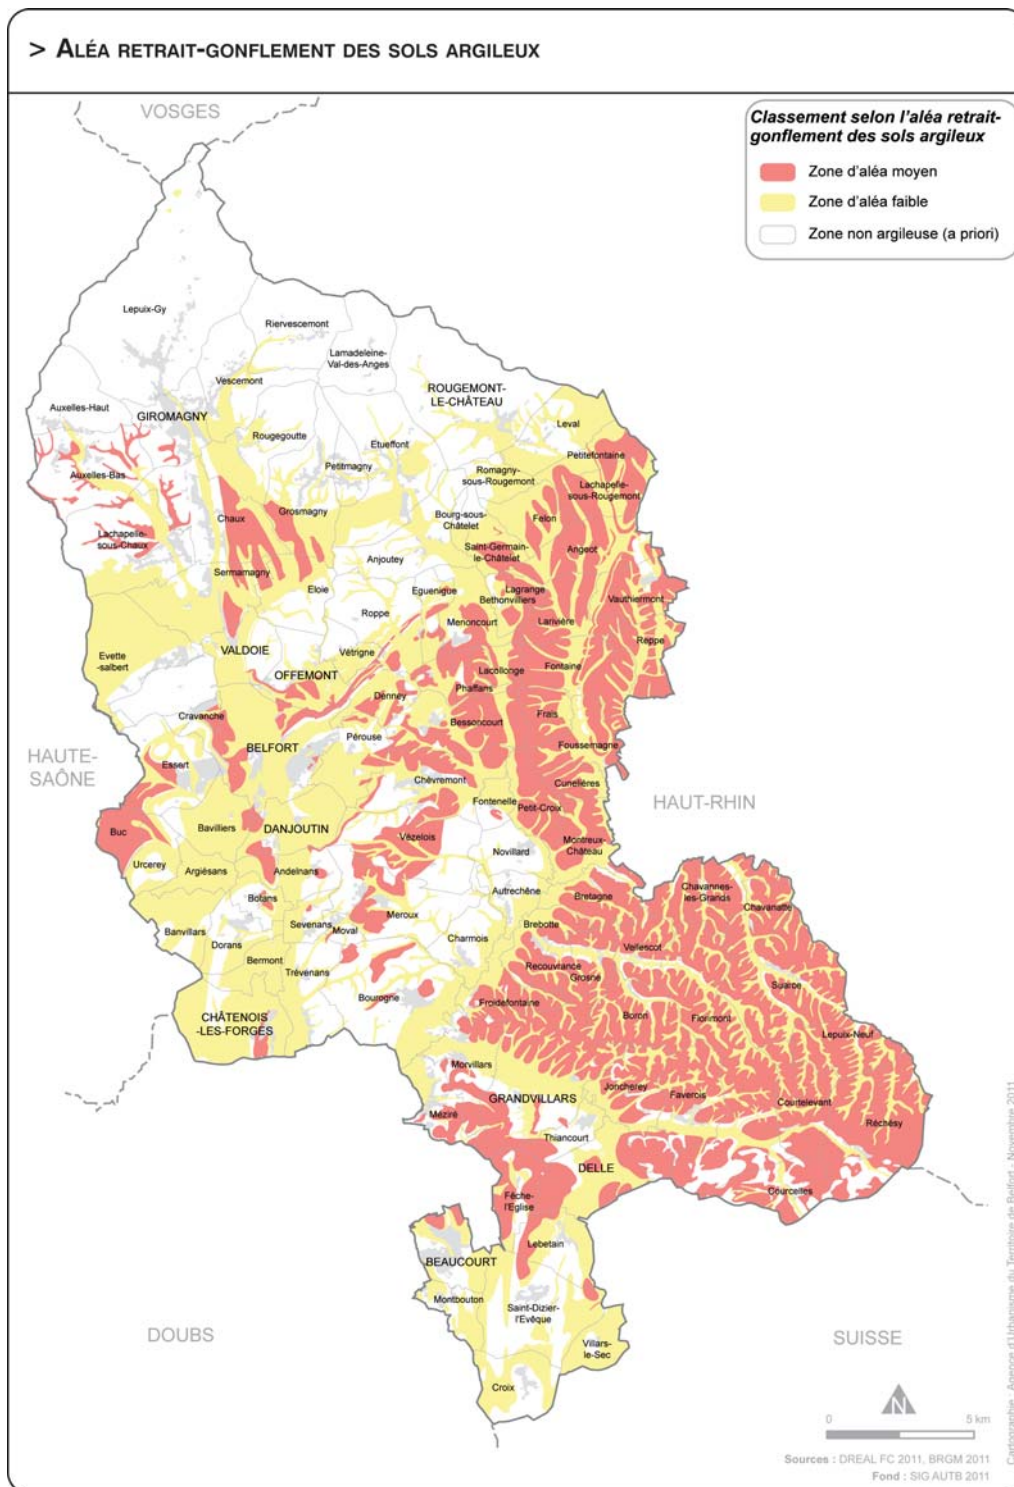 > Aléa retrait-gonflement des sols argileux
VOSGES
Classement selon l'aléa retrait-
gonflement des sols argileux
Zone d'aléa moyen
Zone d'aléa faible
Zone non argileuse (a priori)
Lepuix-Gy
Riervescemont
Lamadeleine-
Val-des-Anges
Vescemont
ROUGEMONT-
LE-CHÂTEAU
Auxelles-Haut
GIROMAGNY
Leval
Rougegoutte
Etueffont
Petitefontaine
Petitmagny
Romagny-
sous-Rougemont
Auxelles-Bas
Lachapelle-
sous-Rougemont
Chaux
Grosmagny
Bourg-sous-
Châtelet
Felon
Lachapelle-
sous-Chaux
Saint-Germain-
le-Châtelet
Angeot
Anjoutey
Sermamagny
Eloie
Eguenigue
Lagrange
Bethonvilliers
Vauthiermont
Roppe
Menoncourt
Larivière
Reppe
Evette
-salbert
VALDOIE
Vétrigne
OFFEMONT
Lacollonge
Fontaine
Denney
Phaffans
Cravanche
Bessoncourt
Frais
Pérouse
BELFORT
Foussemagne
HAUTE-
SAÔNE
Essert
Chèvremont
Cunelières
Fontenelle
Petit-Croix
HAUT-RHIN
Buc
Bavilliers
DANJOUTIN
Vézelois
Montreux-
Château
Novillard
Urcerey
Argiésans
Andelnans
Autrechêne
Bretagne
Chavannes-
les-Grands
Chavanatte
Botans
Meroux
Sevenans
Moval
Brebotte
Banvillars
Dorans
Charmois
Vellescot
Bermont
Trévenans
Recouvrance
Grosne
Suarce
Bourogne
Froidefontaine
CHÂTENOIS
-LES-FORGES
Boron
Florimont
Lepuix-Neuf
Morvillars
Joncherey
Faverois
GRANDVILLARS
Courtelevant
Méziré
Réchésy
Thiancourt
DELLE
Fêche-
l'Eglise
Courcelles
Lebetain
BEAUCOURT
Montbouton
Saint-Dizier-
l'Evêque
DOUBS
SUISSE
Villars-
le-Sec
Croix
N
0 5 km
Sources : DREAL FC 2011, BRGM 2011
Fond : SIG AUTB 2011
Cartographie : Agence d'Urbanisme du Territoire de Belfort - Novembre 2011